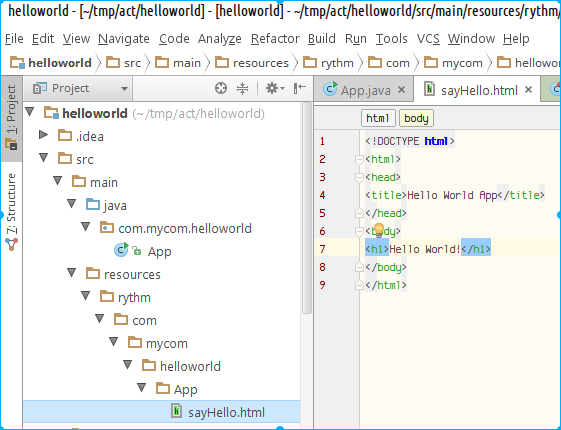 helloworld - [~/tmp/act/helloworld] - [helloworld] - ~/tmp/act/helloworld/src/main/resources/rythm/
File Edit View Navigate Code Analyze Refactor Build Run Tools VCS Window Help
helloworld src main resources rythm com mycom hellowo
1: Project
7: Structure
Project
App.java × sayHello.html ×
helloworld (~/tmp/act/helloworld)
.idea
src
main
java
com.mycom.helloworld
App
resources
rythm
com
mycom
helloworld
App
sayHello.html
html body
1 <!DOCTYPE html>
2 <html>
3 <head>
4 <title>Hello World App</title>
5 </head>
6 <body>
7 <h1>Hello World!</h1>
8 </body>
9 </html>